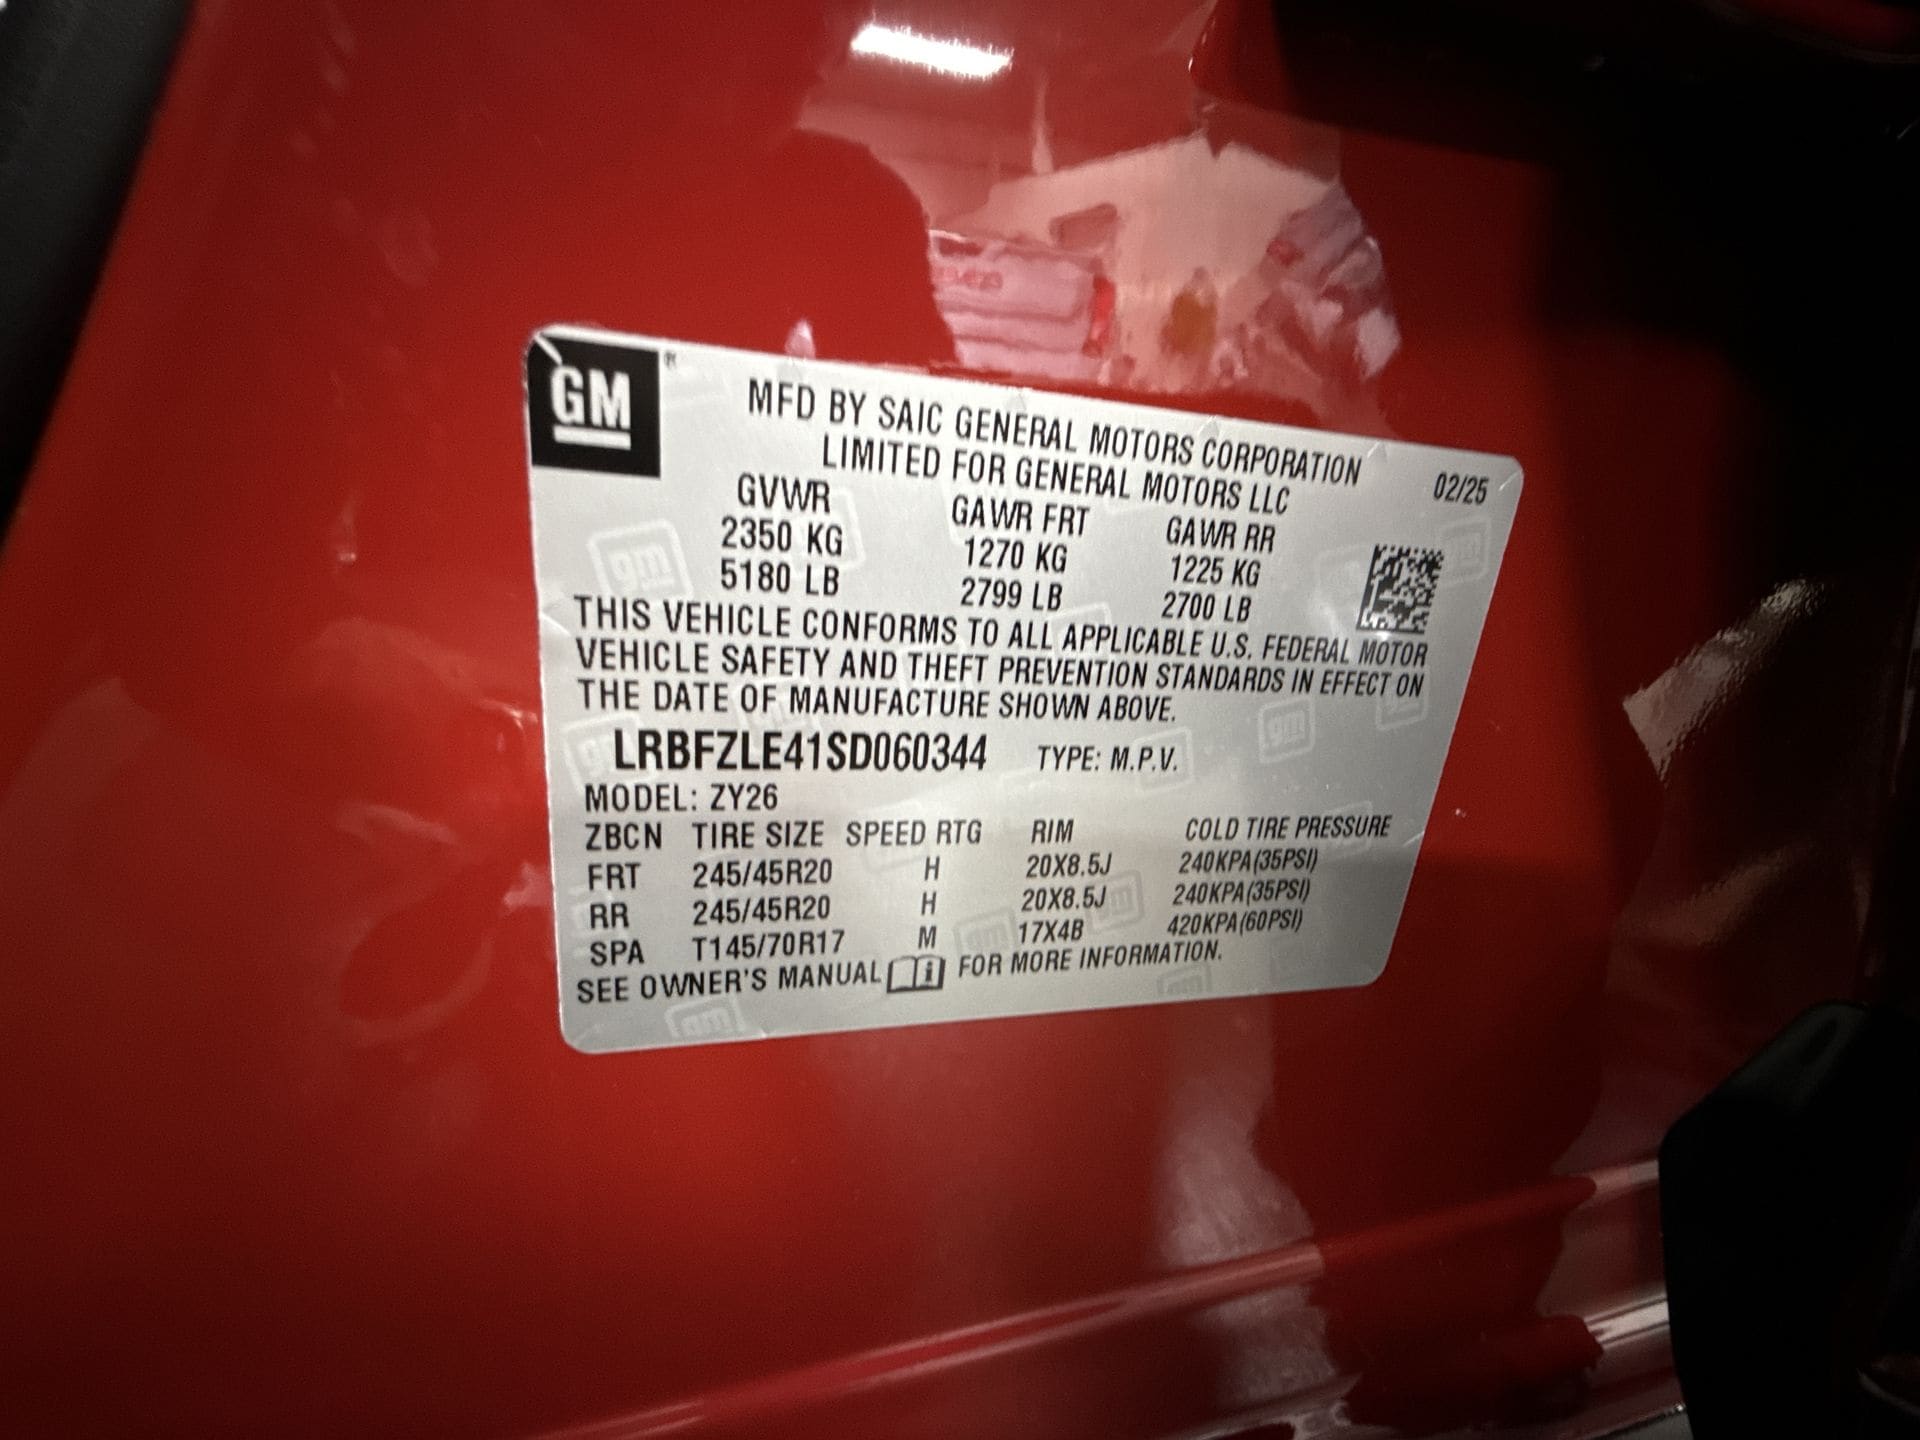 GM ®
MFD BY SAIC GENERAL MOTORS CORPORATION
LIMITED FOR GENERAL MOTORS LLC
02/25
GVWR GAWR FRT GAWR RR
2350 KG 1270 KG 1225 KG
5180 LB 2799 LB 2700 LB
THIS VEHICLE CONFORMS TO ALL APPLICABLE U.S. FEDERAL MOTOR
VEHICLE SAFETY AND THEFT PREVENTION STANDARDS IN EFFECT ON
THE DATE OF MANUFACTURE SHOWN ABOVE.
LRBFZLE41SD060344 TYPE: M.P.V.
MODEL: ZY26
ZBCN TIRE SIZE SPEED RTG RIM COLD TIRE PRESSURE
FRT 245/45R20 H 20X8.5J 240KPA(35PSI)
RR 245/45R20 H 20X8.5J 240KPA(35PSI)
SPA T145/70R17 M 17X4B 420KPA(60PSI)
SEE OWNER'S MANUAL FOR MORE INFORMATION.